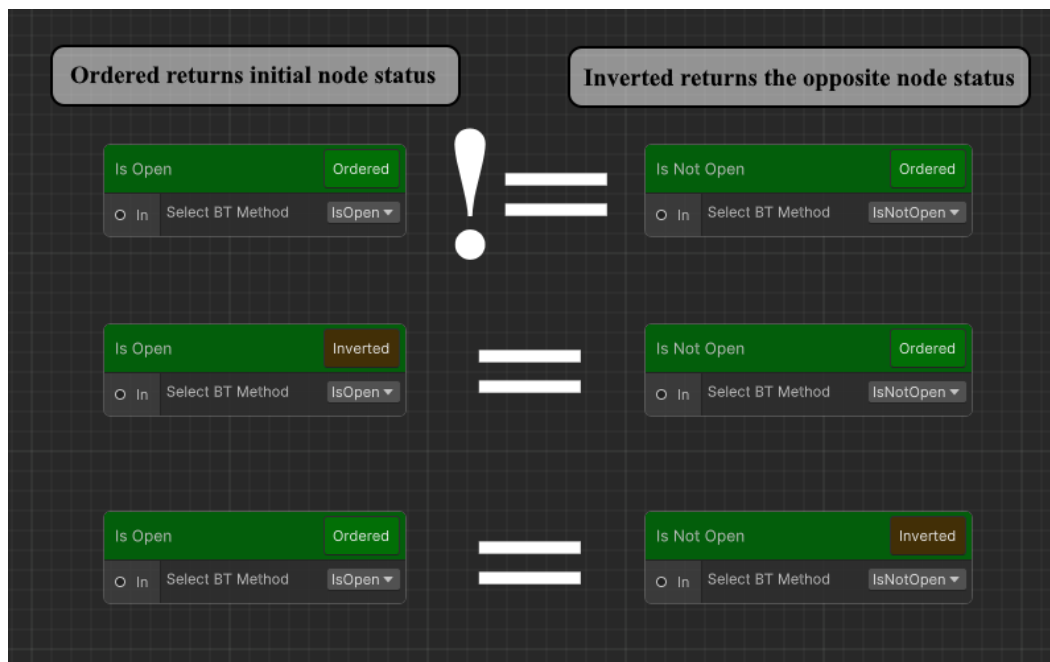 Ordered returns initial node status
Inverted returns the opposite node status
Is Open Ordered
In Select BT Method IsOpen
!=
Is Not Open Ordered
In Select BT Method IsNotOpen
Is Open Inverted
In Select BT Method IsOpen
=
Is Not Open Ordered
In Select BT Method IsNotOpen
Is Open Ordered
In Select BT Method IsOpen
=
Is Not Open Inverted
In Select BT Method IsNotOpen